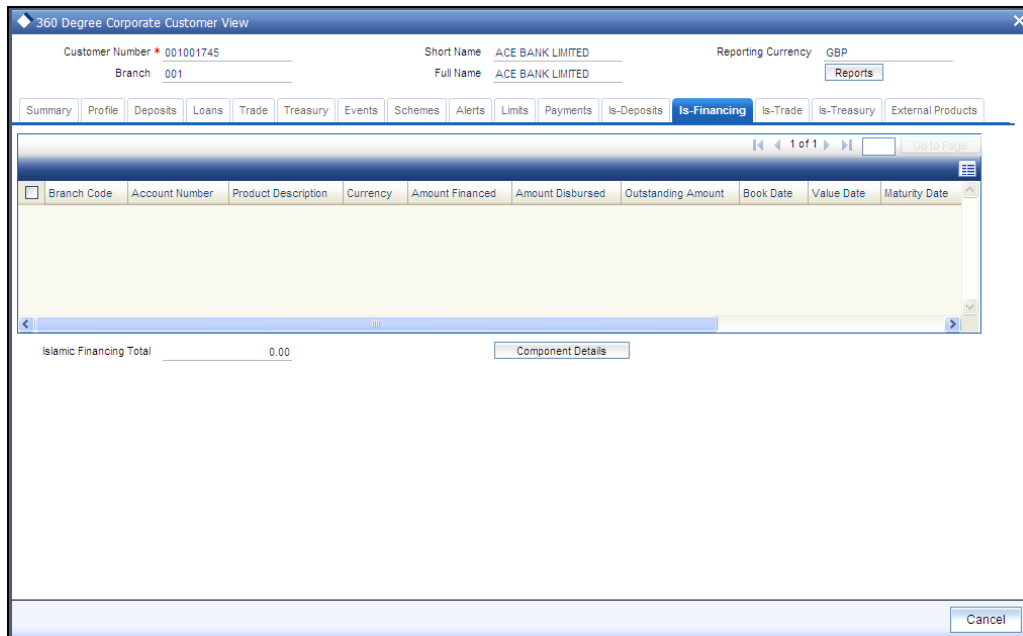 360 Degree Corporate Customer View
Customer Number * 001001745 Short Name ACE BANK LIMITED Reporting Currency GBP
Branch 001 Full Name ACE BANK LIMITED Reports
Summary Profile Deposits Loans Trade Treasury Events Schemes Alerts Limits Payments Is-Deposits Is-Financing Is-Trade Is-Treasury External Products
1 of 1 Go to Page
Branch Code Account Number Product Description Currency Amount Financed Amount Disbursed Outstanding Amount Book Date Value Date Maturity Date
Islamic Financing Total 0.00 Component Details
Cancel